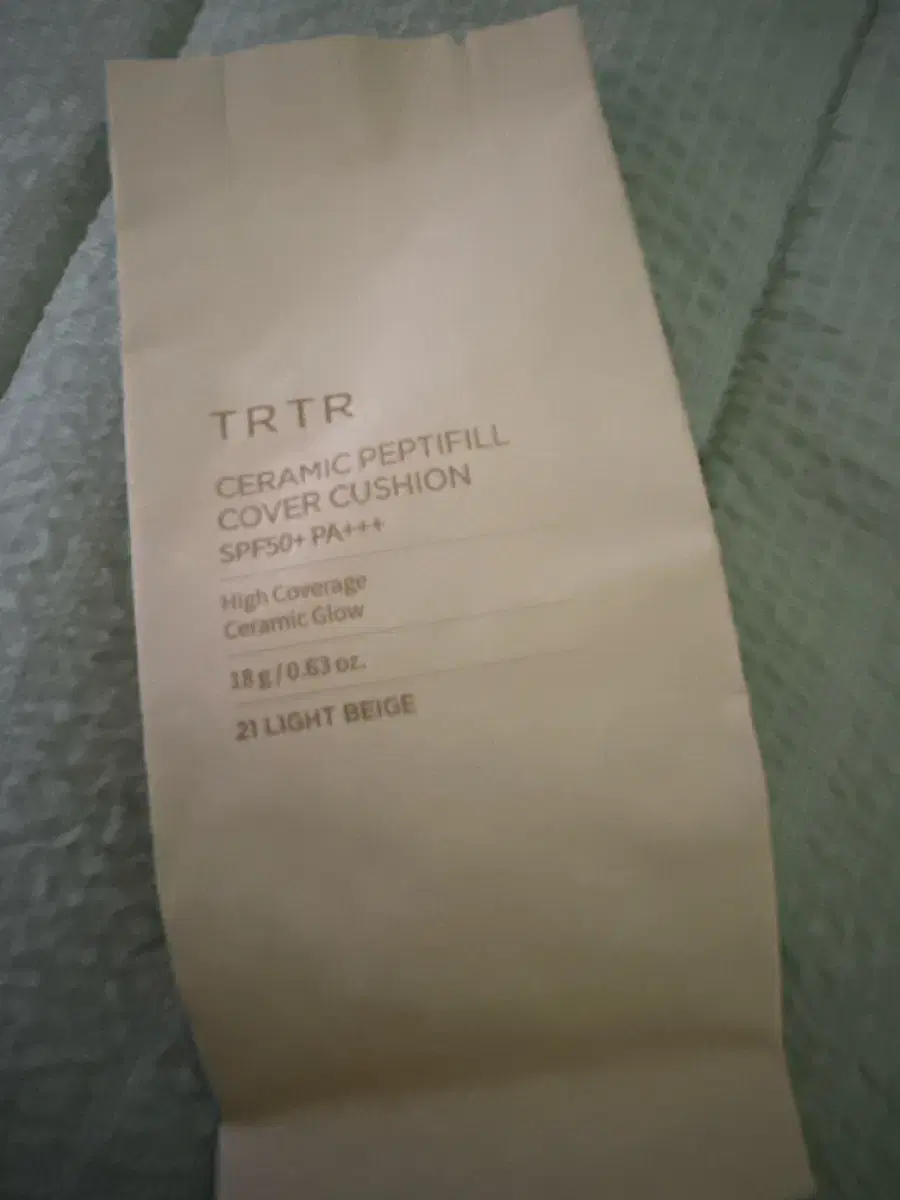 TRTR
CERAMIC PEPTIFILL
COVER CUSHION
SPF50+ PA+++
High Coverage
Ceramic Glow
18 g / 0.63 oz.
21 LIGHT BEIGE